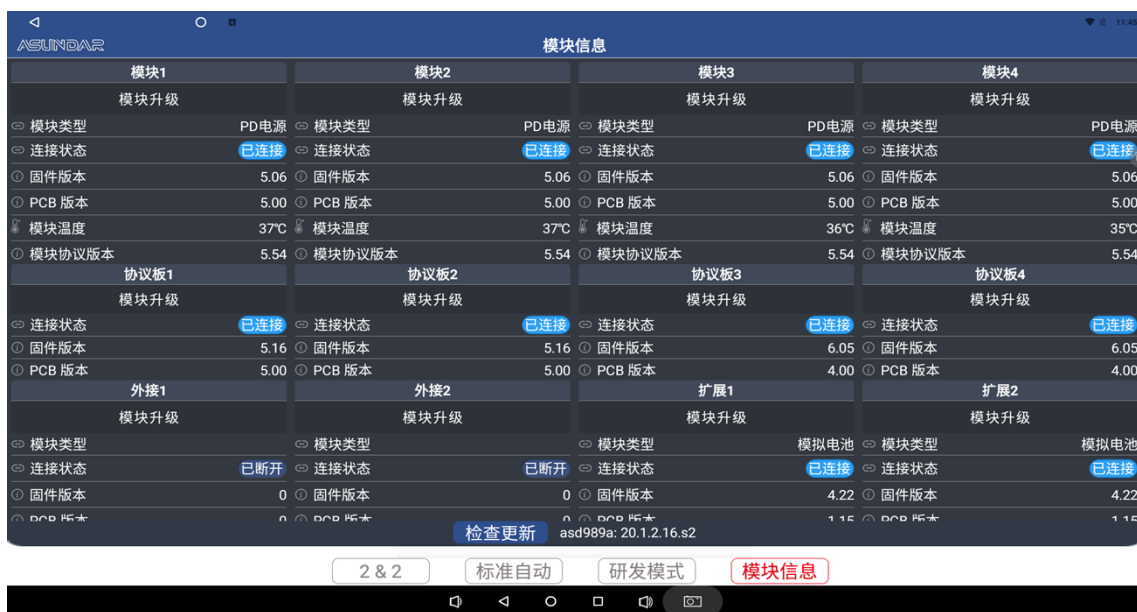 11:45
ASUNDAR 模块信息
模块1 模块2 模块3 模块4
模块升级 模块升级 模块升级 模块升级
模块类型 PD电源 模块类型 PD电源 模块类型 PD电源 模块类型 PD电源
连接状态 已连接 连接状态 已连接 连接状态 已连接 连接状态 已连接
固件版本 5.06 固件版本 5.06 固件版本 5.06 固件版本 5.06
PCB 版本 5.00 PCB 版本 5.00 PCB 版本 5.00 PCB 版本 5.00
模块温度 37℃ 模块温度 37℃ 模块温度 36℃ 模块温度 35℃
模块协议版本 5.54 模块协议版本 5.54 模块协议版本 5.54 模块协议版本 5.54
协议板1 协议板2 协议板3 协议板4
模块升级 模块升级 模块升级 模块升级
连接状态 已连接 连接状态 已连接 连接状态 已连接 连接状态 已连接
固件版本 5.16 固件版本 5.16 固件版本 6.05 固件版本 6.05
PCB 版本 5.00 PCB 版本 5.00 PCB 版本 4.00 PCB 版本 4.00
外接1 外接2 扩展1 扩展2
模块升级 模块升级 模块升级 模块升级
模块类型 模块类型 模块类型 模拟电池 模块类型 模拟电池
连接状态 已断开 连接状态 已断开 连接状态 已连接 连接状态 已连接
固件版本 0 固件版本 0 固件版本 4.22 固件版本 4.22
PCB 版本 0 PCB 版本 0 PCB 版本 1.15 PCB 版本 1.15
检查更新 asd989a: 20.1.2.16.s2
2 & 2 标准自动 研发模式 模块信息